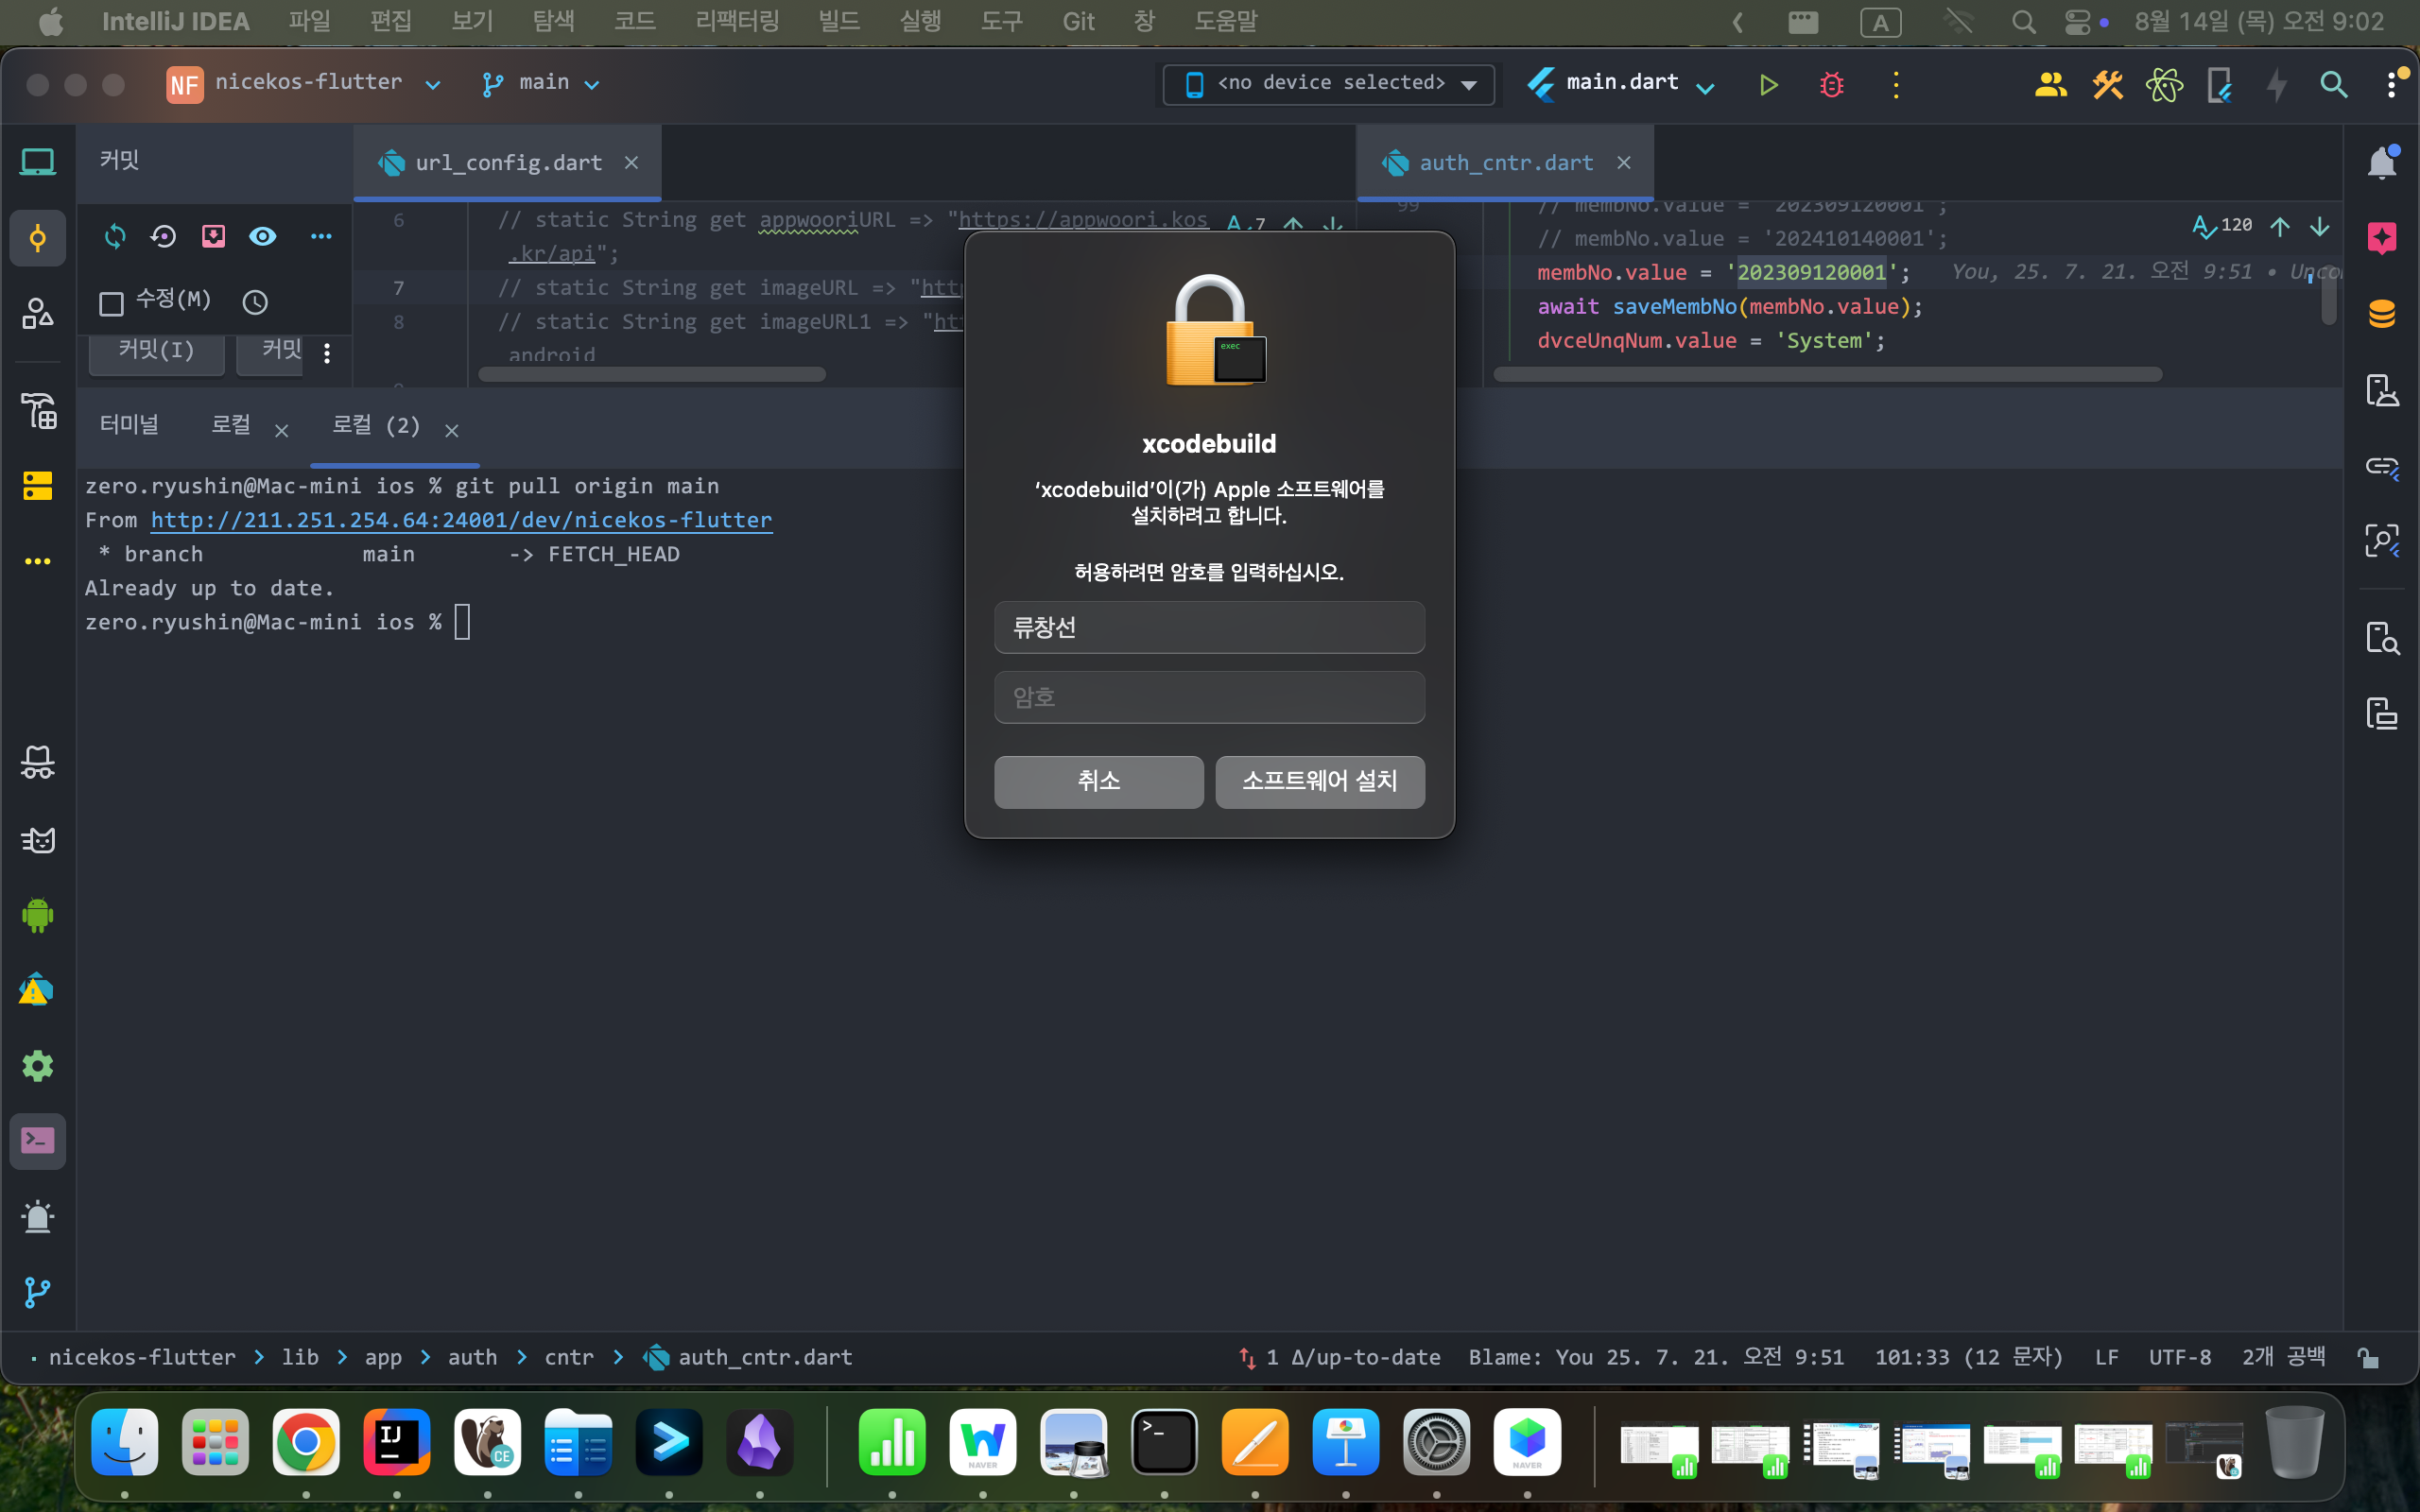 IntelliJ IDEA 파일 편집 보기 탐색 코드 리팩터링 빌드 실행 도구 Git 창 도움말 A 8월 14일 (목) 오전 9:02
NF nicekos-flutter main <no device selected> main.dart
커밋 url_config.dart auth_cntr.dart
수정(M)
커밋(I) 커밋
6 // static String get appwooriURL => "https://appwoori.kos
.kr/api";
7 // static String get imageURL => "http
8 // static String get imageURL1 => "ht
android
7
99 // membNo.value = '202309120001';
// membNo.value = '202410140001';
120
membNo.value = '202309120001'; You, 25. 7. 21. 오전 9:51 •
await saveMembNo(membNo.value);
dvceUnqNum.value = 'System';
터미널 로컬 로컬 (2)
zero.ryushin@Mac-mini ios % git pull origin main
From http://211.251.254.64:24001/dev/nicekos-flutter
* branch main -> FETCH_HEAD
Already up to date.
zero.ryushin@Mac-mini ios %
exec
xcodebuild
‘xcodebuild’이(가) Apple 소프트웨어를
설치하려고 합니다.
허용하려면 암호를 입력하십시오.
류창선
암호
취소 소프트웨어 설치
nicekos-flutter > lib > app > auth > cntr > auth_cntr.dart 1 Δ/up-to-date Blame: You 25. 7. 21. 오전 9:51 101:33 (12 문자) LF UTF-8 2개 공백
IJ CE NAVER >_ NAVER